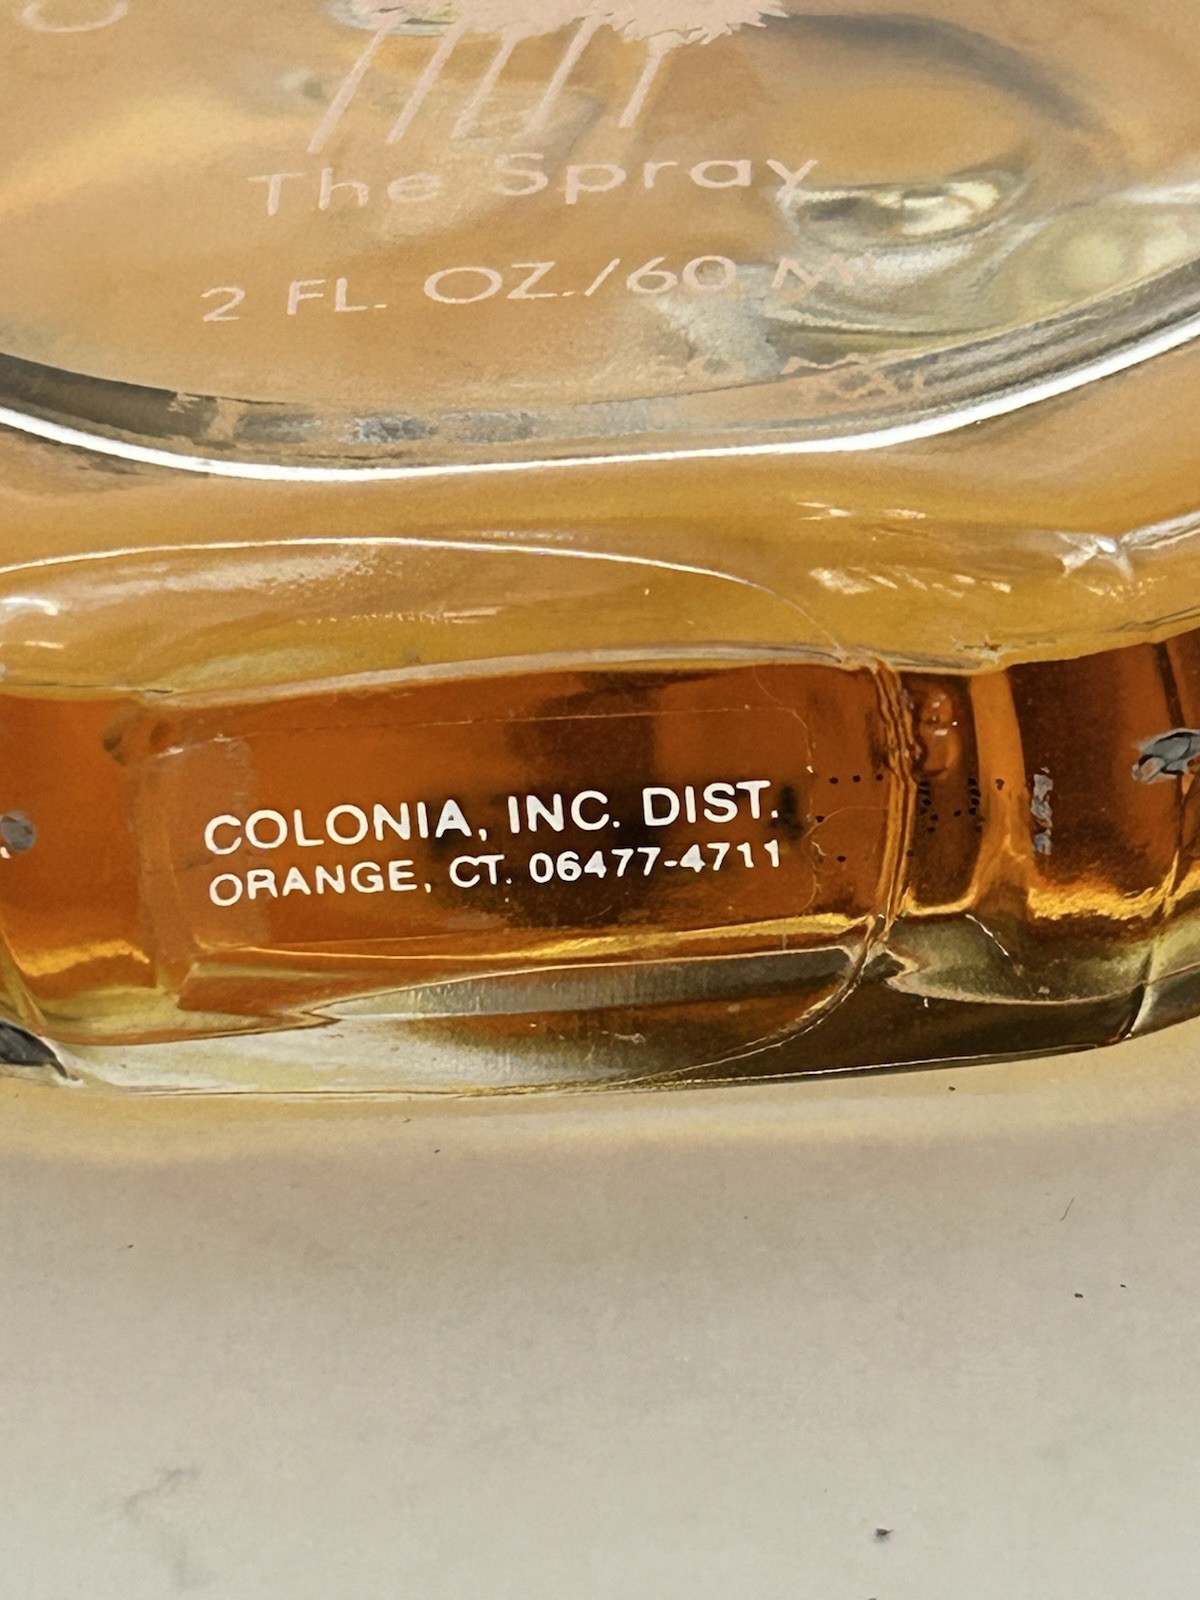 The Spray
2 FL. OZ./60
COLONIA, INC. DIST.
ORANGE, CT. 06477-4711